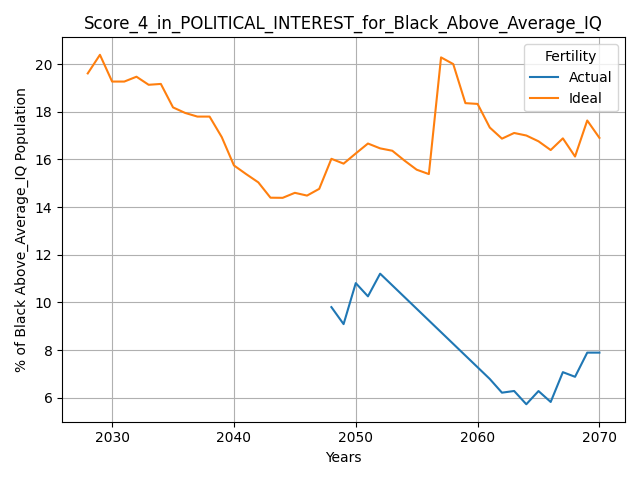 Score_4_in_POLITICAL_INTEREST_for_Black_Above_Average_IQ
Fertility
Actual
Ideal
% of Black Above_Average_IQ Population
20
18
16
14
12
10
8
6
2030
2040
2050
2060
2070
Years